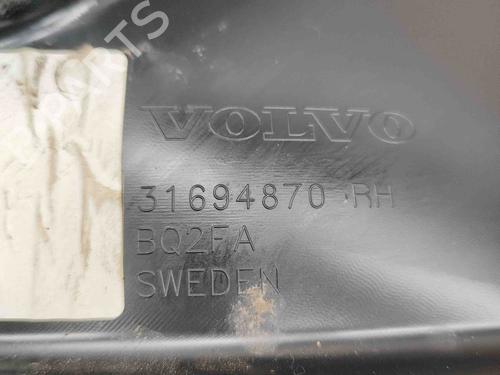 VOLVO
31694870 RH
BQ2FA
SWEDEN